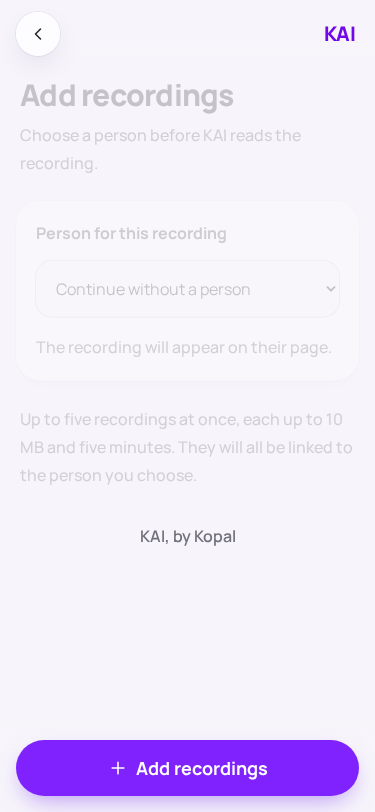 KAI
Add recordings
Choose a person before KAI reads the
recording.
Person for this recording
Continue without a person
The recording will appear on their page.
Up to five recordings at once, each up to 10
MB and five minutes. They will all be linked to
the person you choose.
KAI, by Kopal
Add recordings